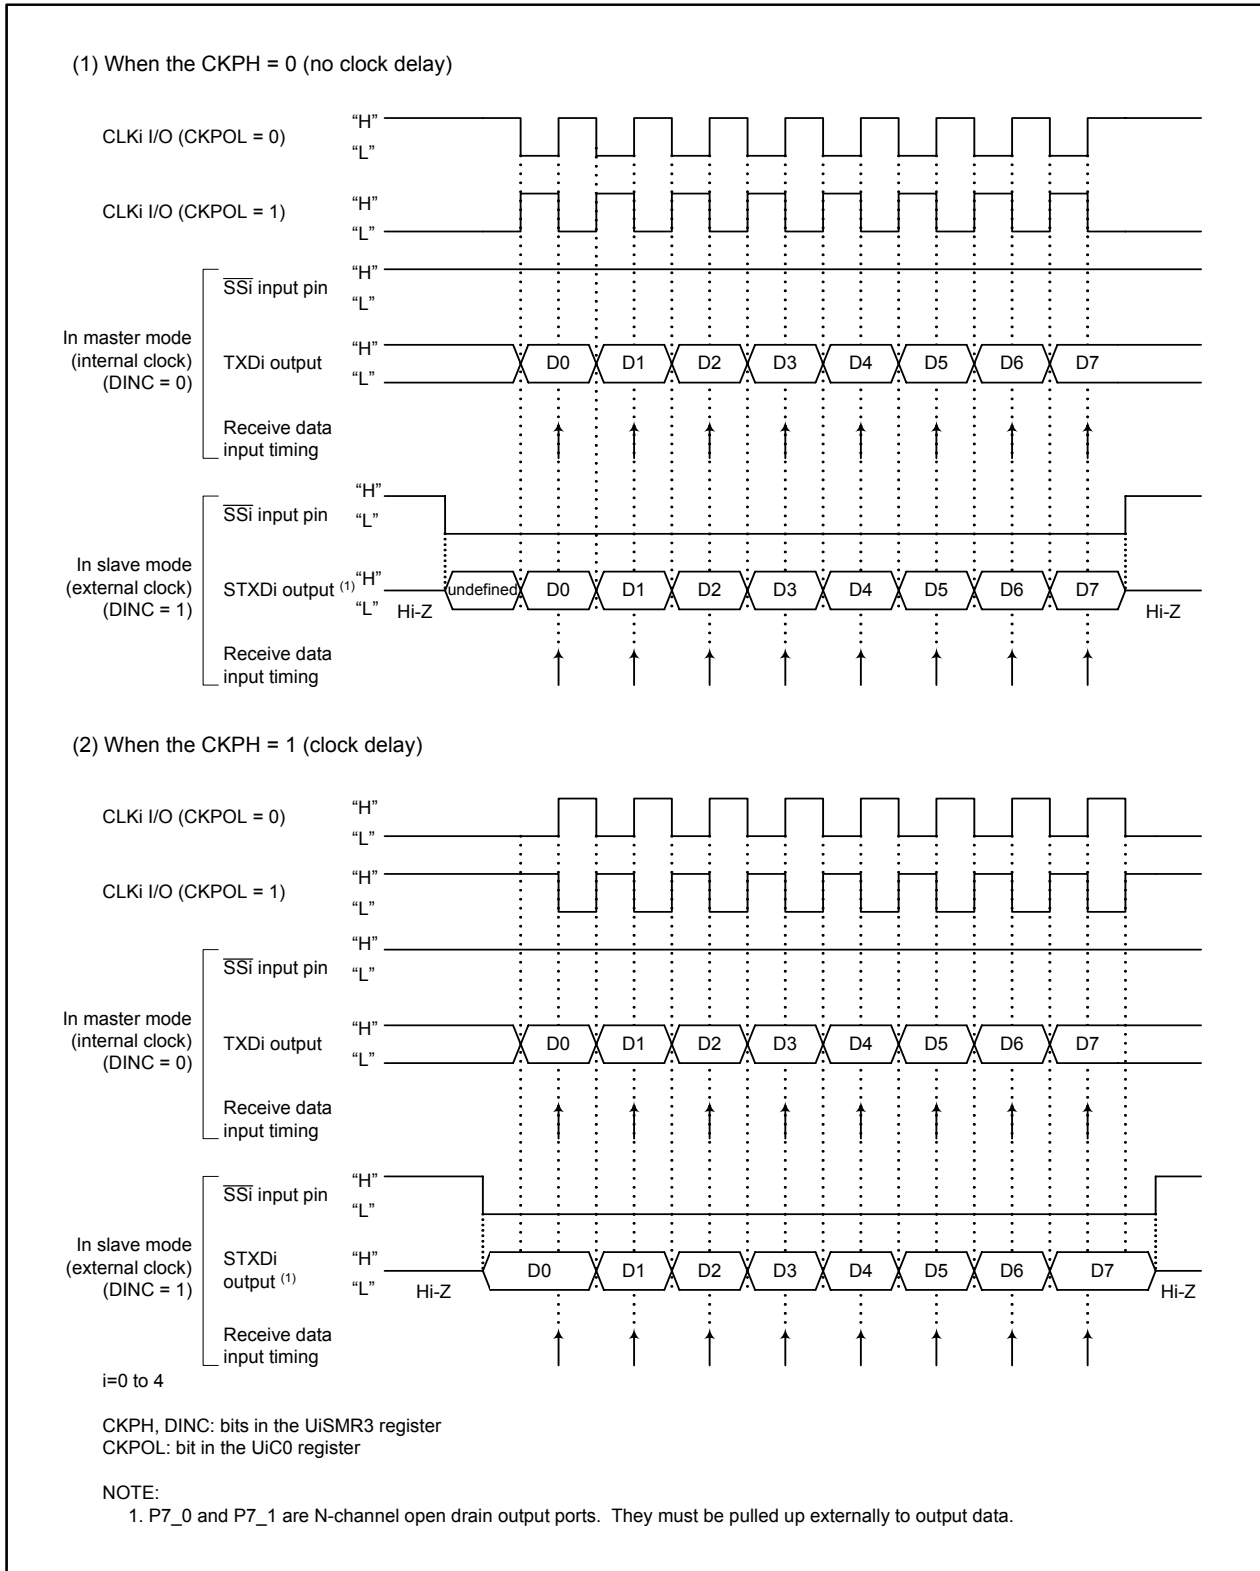 (1) When the CKPH = 0 (no clock delay)
CLKi I/O (CKPOL = 0)
“H”
“L”
CLKi I/O (CKPOL = 1)
“H”
“L”
In master mode
(internal clock)
(DINC = 0)
SSi input pin
“H”
“L”
TXDi output
“H”
“L”
D0 D1 D2 D3 D4 D5 D6 D7
Receive data
input timing
In slave mode
(external clock)
(DINC = 1)
SSi input pin
“H”
“L”
STXDi output (1)
“H”
“L”
Hi-Z undefined D0 D1 D2 D3 D4 D5 D6 D7 Hi-Z
Receive data
input timing
(2) When the CKPH = 1 (clock delay)
CLKi I/O (CKPOL = 0)
“H”
“L”
CLKi I/O (CKPOL = 1)
“H”
“L”
In master mode
(internal clock)
(DINC = 0)
SSi input pin
“H”
“L”
TXDi output
“H”
“L”
D0 D1 D2 D3 D4 D5 D6 D7
Receive data
input timing
In slave mode
(external clock)
(DINC = 1)
SSi input pin
“H”
“L”
STXDi
output (1)
“H”
“L”
Hi-Z D0 D1 D2 D3 D4 D5 D6 D7 Hi-Z
Receive data
input timing
i=0 to 4
CKPH, DINC: bits in the UiSMR3 register
CKPOL: bit in the UiC0 register
NOTE:
1. P7_0 and P7_1 are N-channel open drain output ports. They must be pulled up externally to output data.